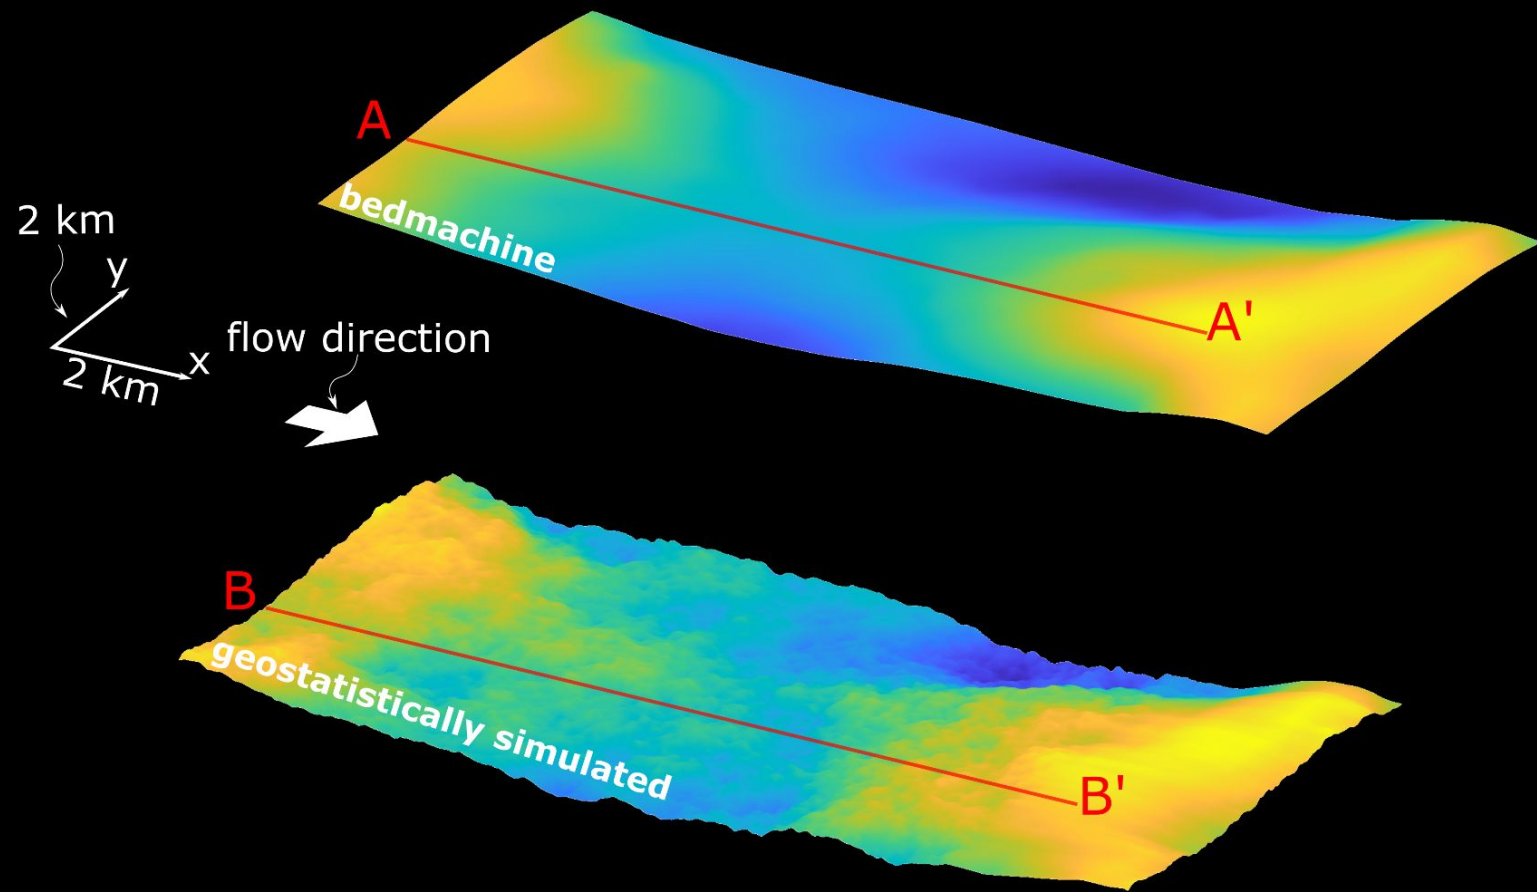 A
bedmachine
2 km
y
A'
flow direction
x
2 km
B
geostatistically simulated
B'